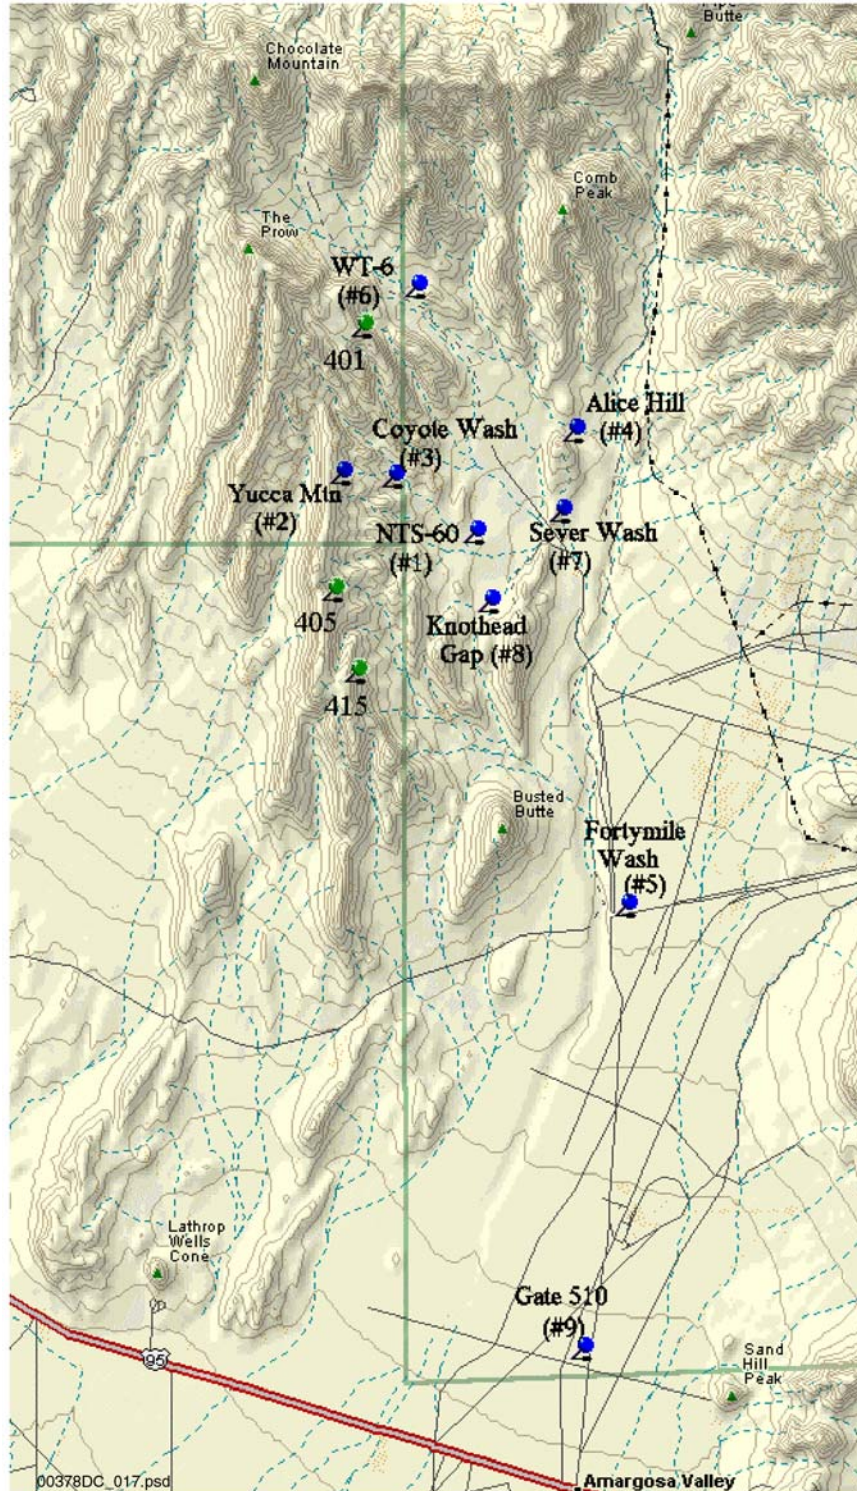 Pipe
Butte
Chocolate
Mountain
Comb
Peak
The
Prow
WT-6
(#6)
401
Alice Hill
(#4)
Coyote Wash
(#3)
Yucca Mtn
(#2)
NTS-60
(#1)
Sever Wash
(#7)
405
Knothead
Gap (#8)
415
Busted
Butte
Fortymile
Wash
(#5)
Lathrop
Wells
Cone
Gate 510
(#9)
Sand
Hill
Peak
95
00378DC_017.psd
Amargosa Valley